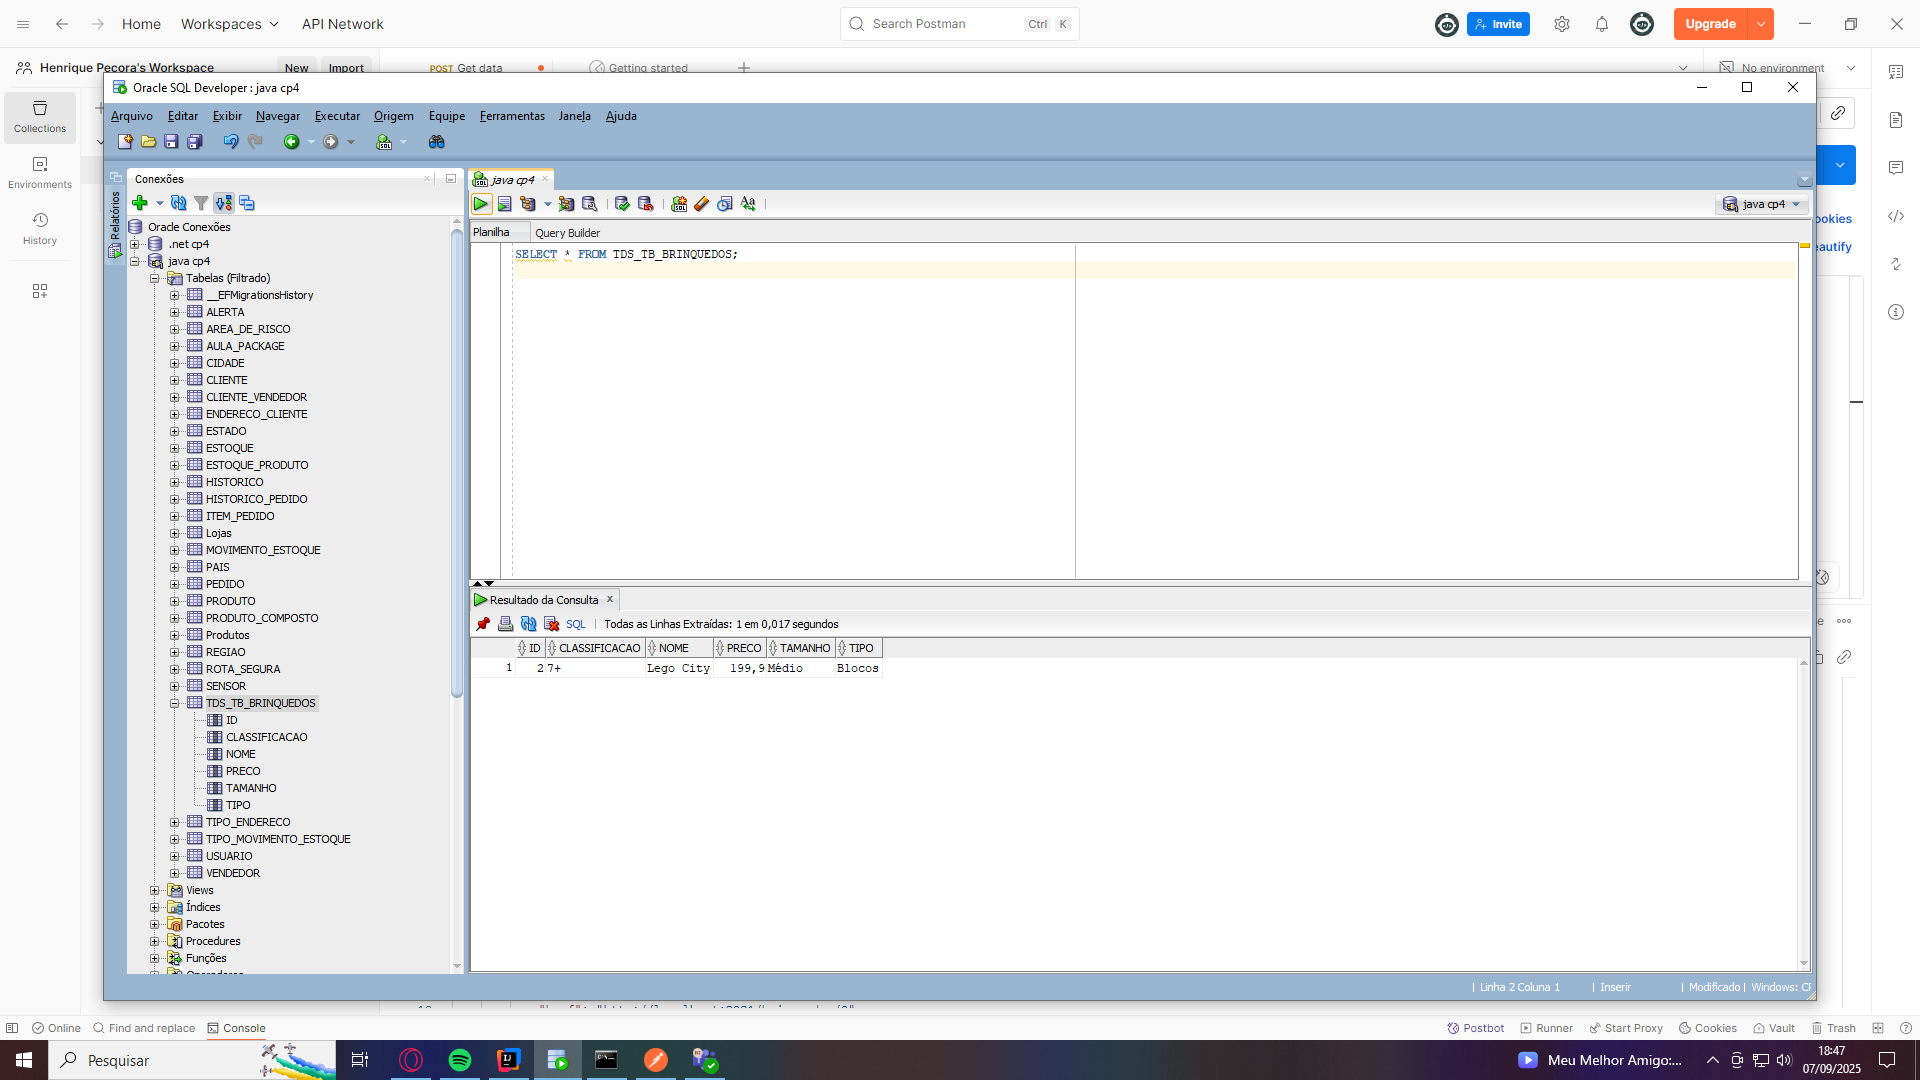 Home
Workspaces
API Network
Search Postman
Ctrl
K
Invite
Upgrade
Henrique Pecora's Workspace
New
Import
POST Get data
Getting started
No environment
Collections
Environments
History
Oracle SQL Developer : java cp4
Arquivo
Editar
Exibir
Navegar
Executar
Origem
Equipe
Ferramentas
Janela
Ajuda
Relatórios
Conexões
Oracle Conexões
.net cp4
java cp4
Tabelas (Filtrado)
__EFMigrationsHistory
ALERTA
AREA_DE_RISCO
AULA_PACKAGE
CIDADE
CLIENTE
CLIENTE_VENDEDOR
ENDERECO_CLIENTE
ESTADO
ESTOQUE
ESTOQUE_PRODUTO
HISTORICO
HISTORICO_PEDIDO
ITEM_PEDIDO
Lojas
MOVIMENTO_ESTOQUE
PAIS
PEDIDO
PRODUTO
PRODUTO_COMPOSTO
Produtos
REGIAO
ROTA_SEGURA
SENSOR
TDS_TB_BRINQUEDOS
ID
CLASSIFICACAO
NOME
PRECO
TAMANHO
TIPO
TIPO_ENDERECO
TIPO_MOVIMENTO_ESTOQUE
USUARIO
VENDEDOR
Views
Índices
Pacotes
Procedures
Funções
java cp4
java cp4
Planilha
Query Builder
SELECT * FROM TDS_TB_BRINQUEDOS;
Resultado da Consulta
SQL
Todas as Linhas Extraídas: 1 em 0,017 segundos
ID CLASSIFICACAO NOME PRECO TAMANHO TIPO
1 2 7+ Lego City 199,9 Médio Blocos
Linha 2 Coluna 1
Inserir
Modificado
Windows: CF
ookies
eautify
Online
Find and replace
Console
Postbot
Runner
Start Proxy
Cookies
Vault
Trash
Pesquisar
Meu Melhor Amigo:...
18:47
07/09/2025